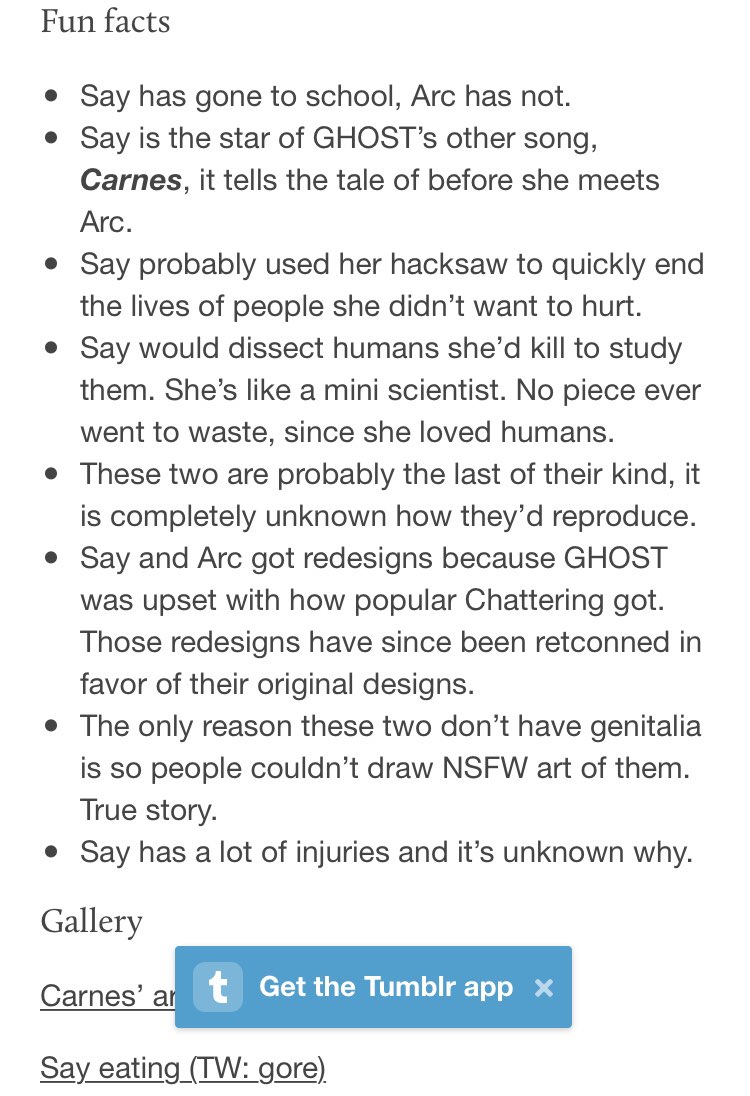 Fun facts
• Say has gone to school, Arc has not.
• Say is the star of GHOST’s other song,
Carnes, it tells the tale of before she meets
Arc.
• Say probably used her hacksaw to quickly end
the lives of people she didn’t want to hurt.
• Say would dissect humans she’d kill to study
them. She’s like a mini scientist. No piece ever
went to waste, since she loved humans.
• These two are probably the last of their kind, it
is completely unknown how they’d reproduce.
• Say and Arc got redesigns because GHOST
was upset with how popular Chattering got.
Those redesigns have since been retconned in
favor of their original designs.
• The only reason these two don’t have genitalia
is so people couldn’t draw NSFW art of them.
True story.
• Say has a lot of injuries and it’s unknown why.
Gallery
t Get the Tumblr app ×
Carnes’
Say eating (TW: gore)